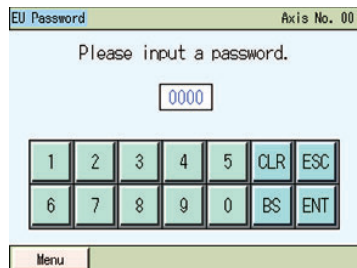 EU Password Axis No. 00
Please input a password.
0000
1 2 3 4 5 CLR ESC
6 7 8 9 0 BS ENT
Menu